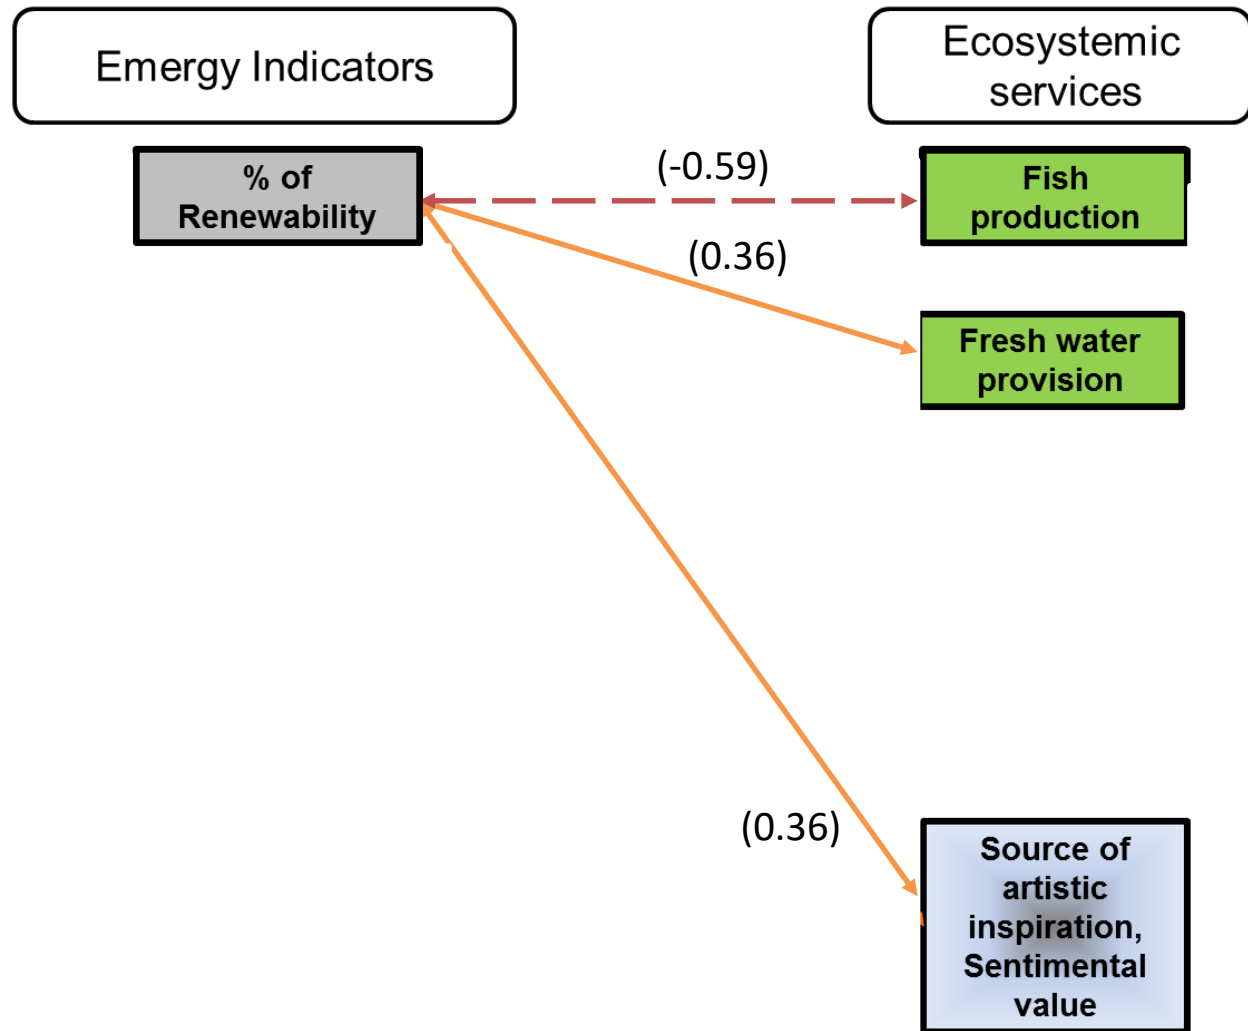 Emergy Indicators
Ecosystemic
services
% of
Renewability
(-0.59)
Fish
production
(0.36)
Fresh water
provision
(0.36)
Source of
artistic
inspiration,
Sentimental
value